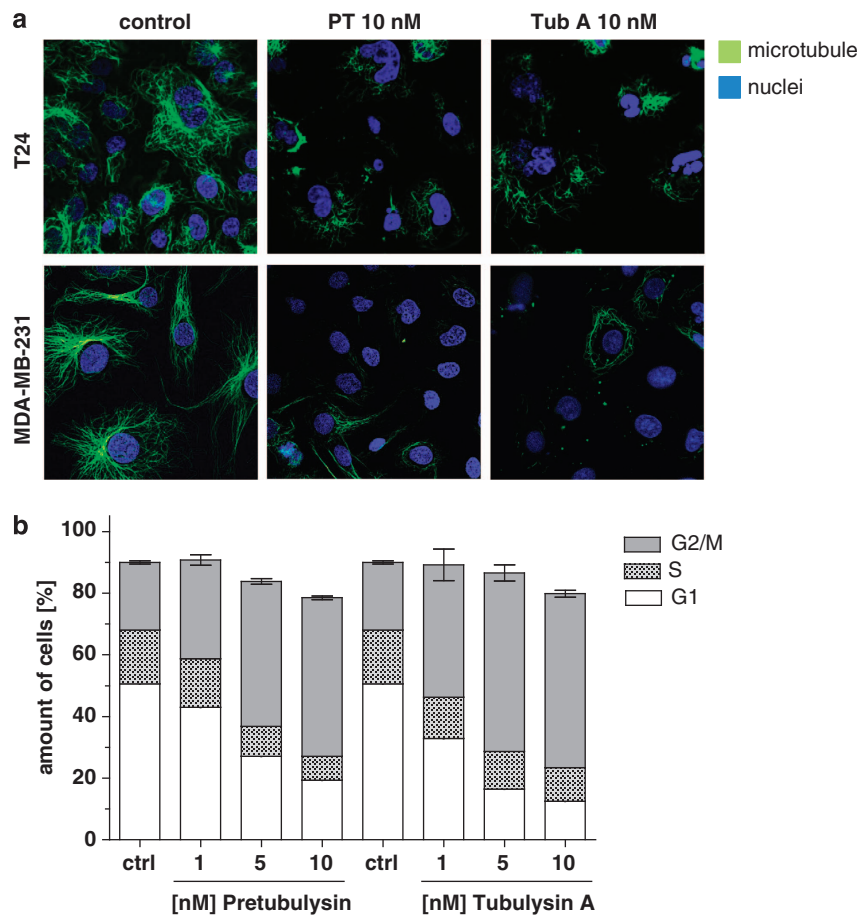 a
control
PT 10 nM
Tub A 10 nM
microtubule
nuclei
T24
MDA-MB-231
b
amount of cells [%]
100
80
60
40
20
0
G2/M
S
G1
ctrl 1 5 10 ctrl 1 5 10
[nM] Pretubulysin [nM] Tubulysin A